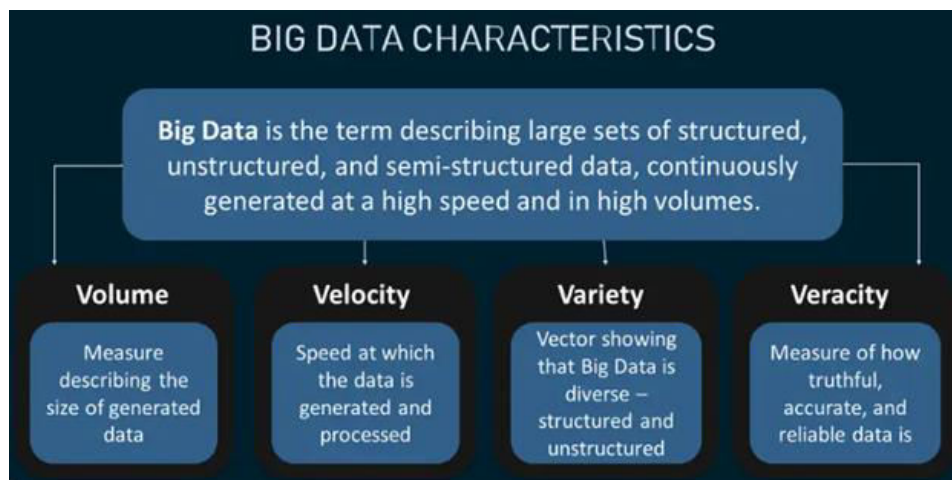 BIG DATA CHARACTERISTICS
Big Data is the term describing large sets of structured,
unstructured, and semi-structured data, continuously
generated at a high speed and in high volumes.
Volume
Measure
describing the
size of generated
data
Velocity
Speed at which
the data is
generated and
processed
Variety
Vector showing
that Big Data is
diverse –
structured and
unstructured
Veracity
Measure of how
truthful,
accurate, and
reliable data is